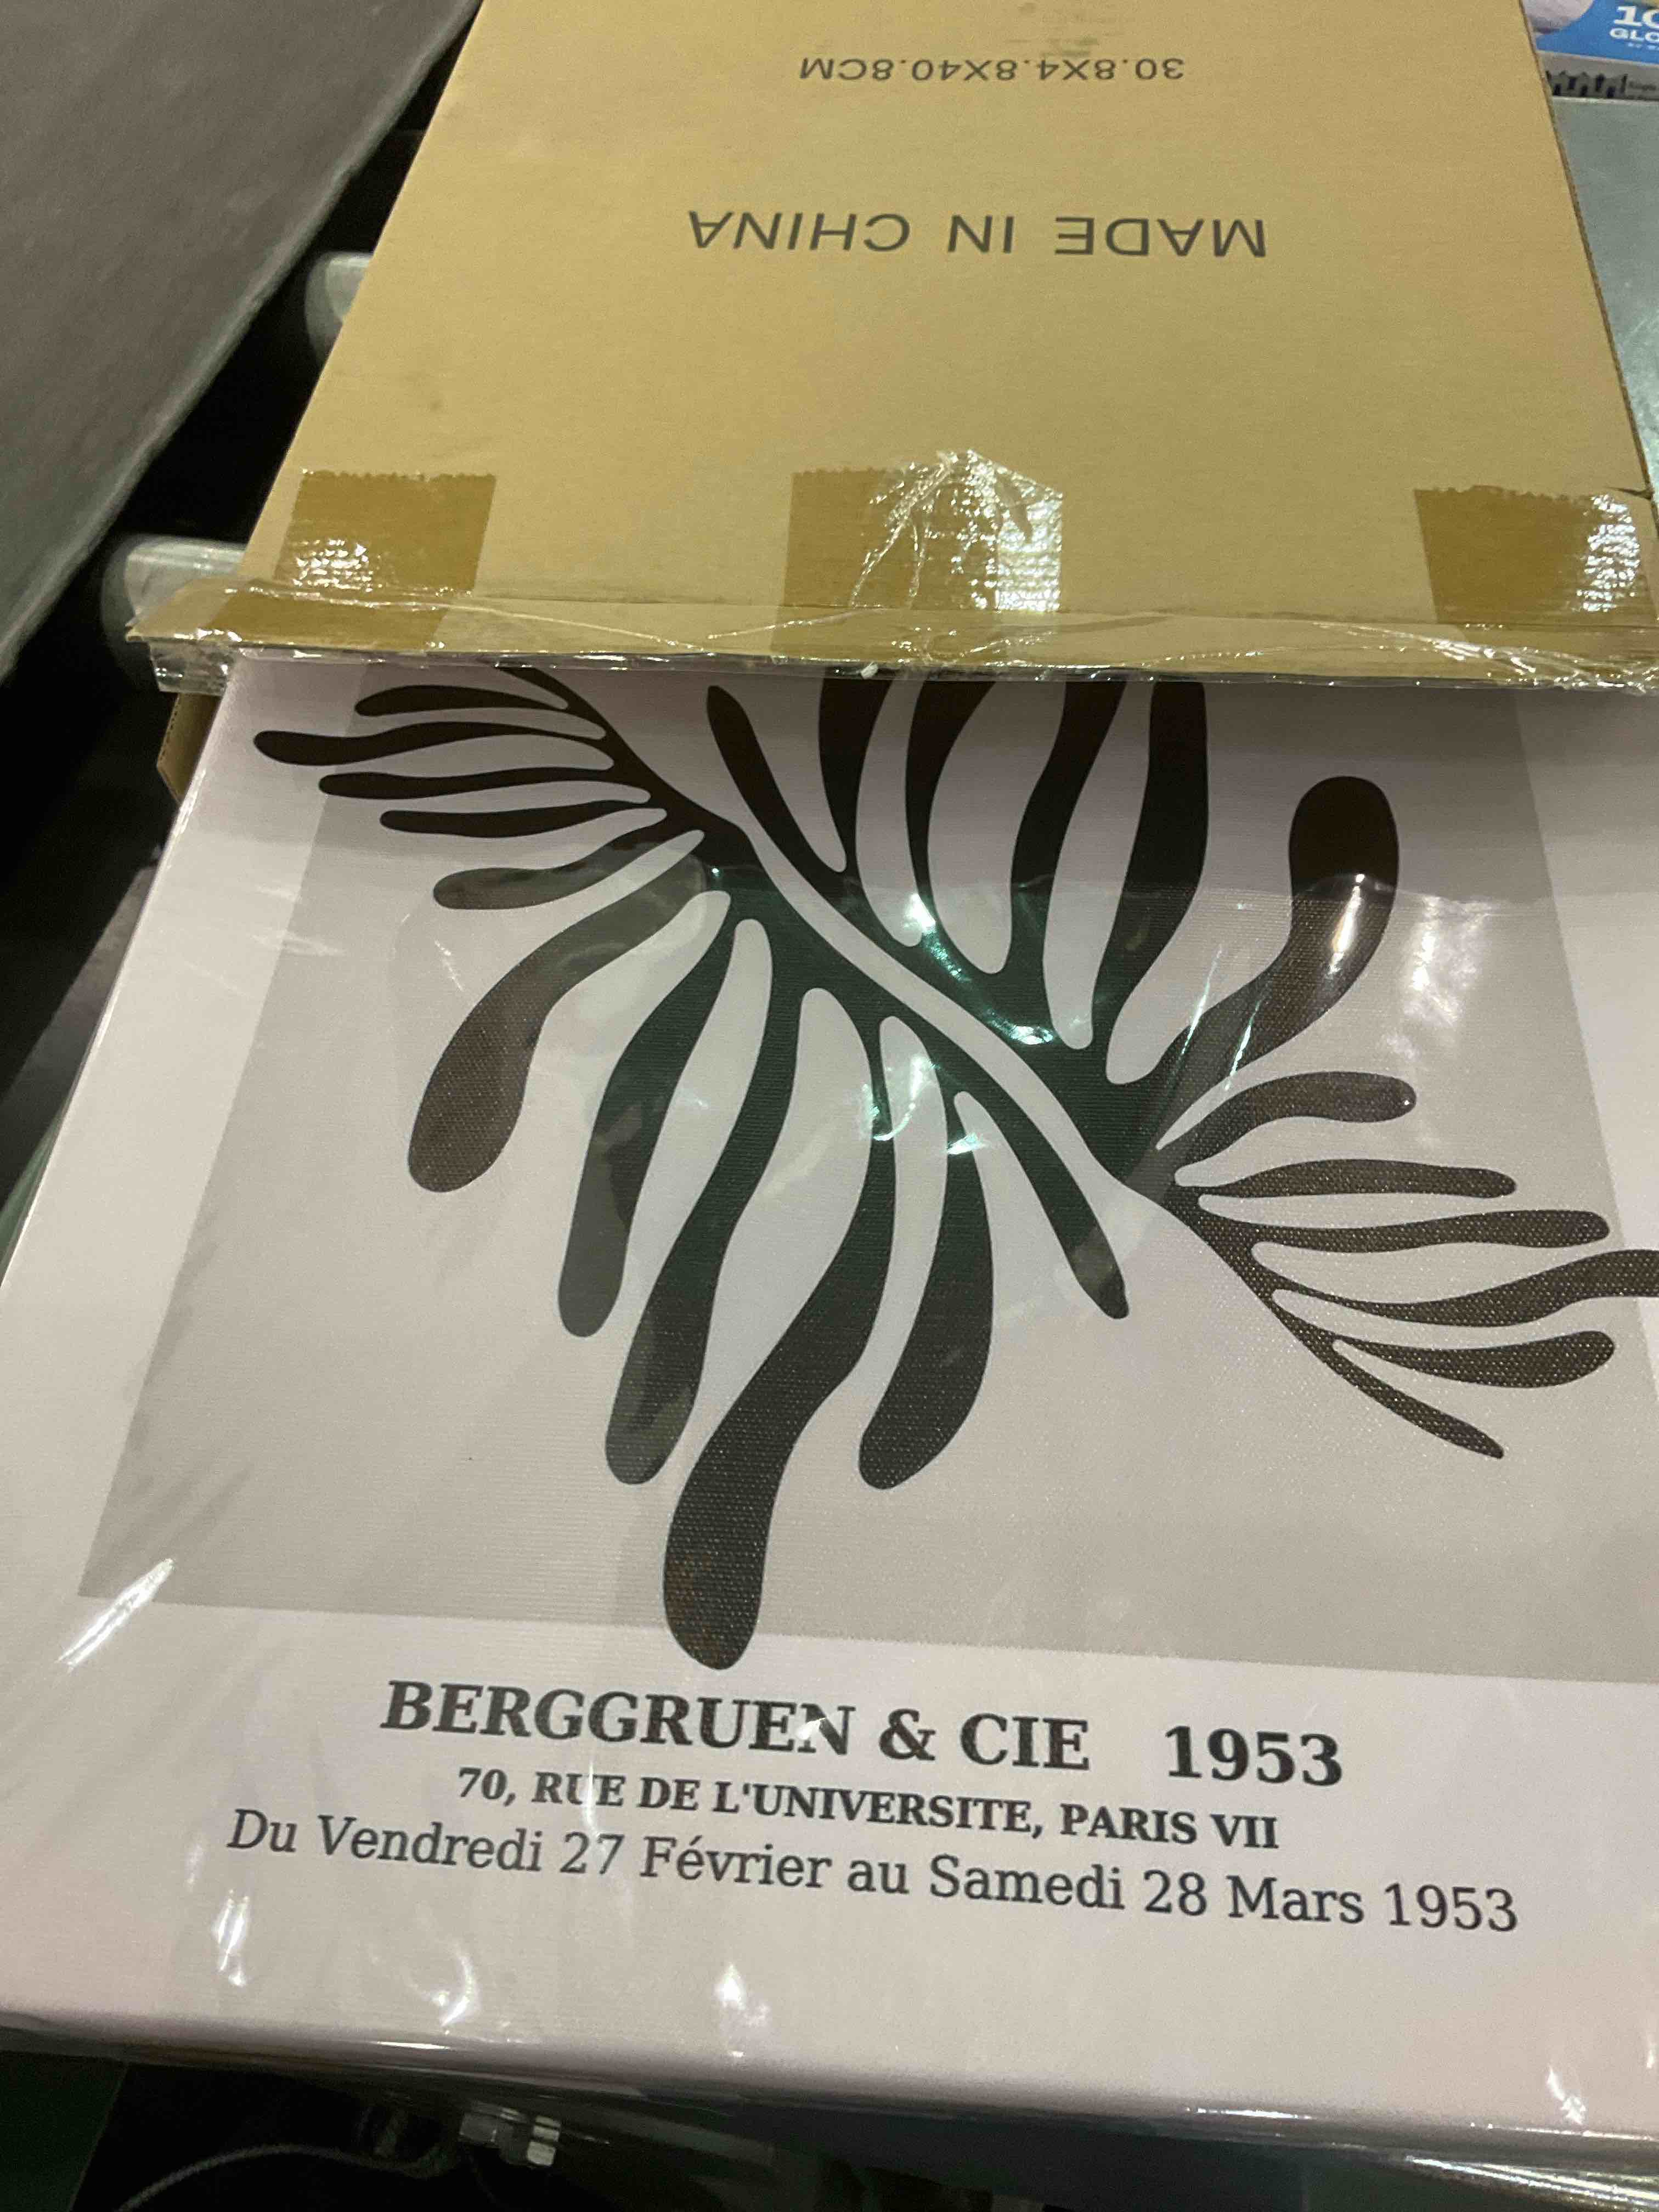 30.8X4.8X40.8CM
MADE IN CHINA
BERGGRUEN & CIE 1953
70, RUE DE L'UNIVERSITE, PARIS VII
Du Vendredi 27 Février au Samedi 28 Mars 1953